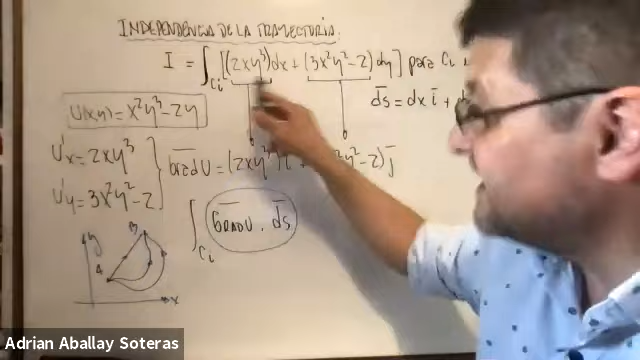 INDEPENDENCIA DE LA TRAYECTORIA:
I = ∫Ci [(2xy³)dx + (3x²y²-2)dy] para Ci
U(x,y) = x²y³-2y
ds = dx i +
U'x = 2xy³
U'y = 3x²y²-2
Grad U = (2xy³) i + y²-2) j
∫Ci Grad U . ds
y
A
B
x
Adrian Aballay Soteras